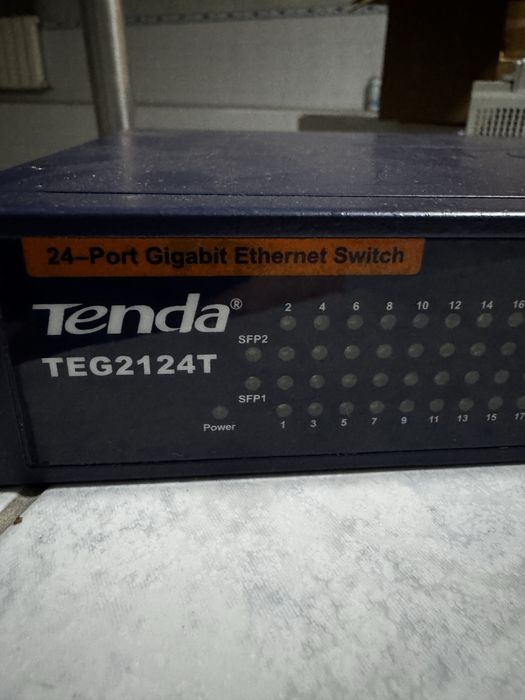 24–Port Gigabit Ethernet Switch
Tenda®
TEG2124T
2 4 6 8 10 12 14 16
SFP2
SFP1
Power
1 3 5 7 9 11 13 15 17